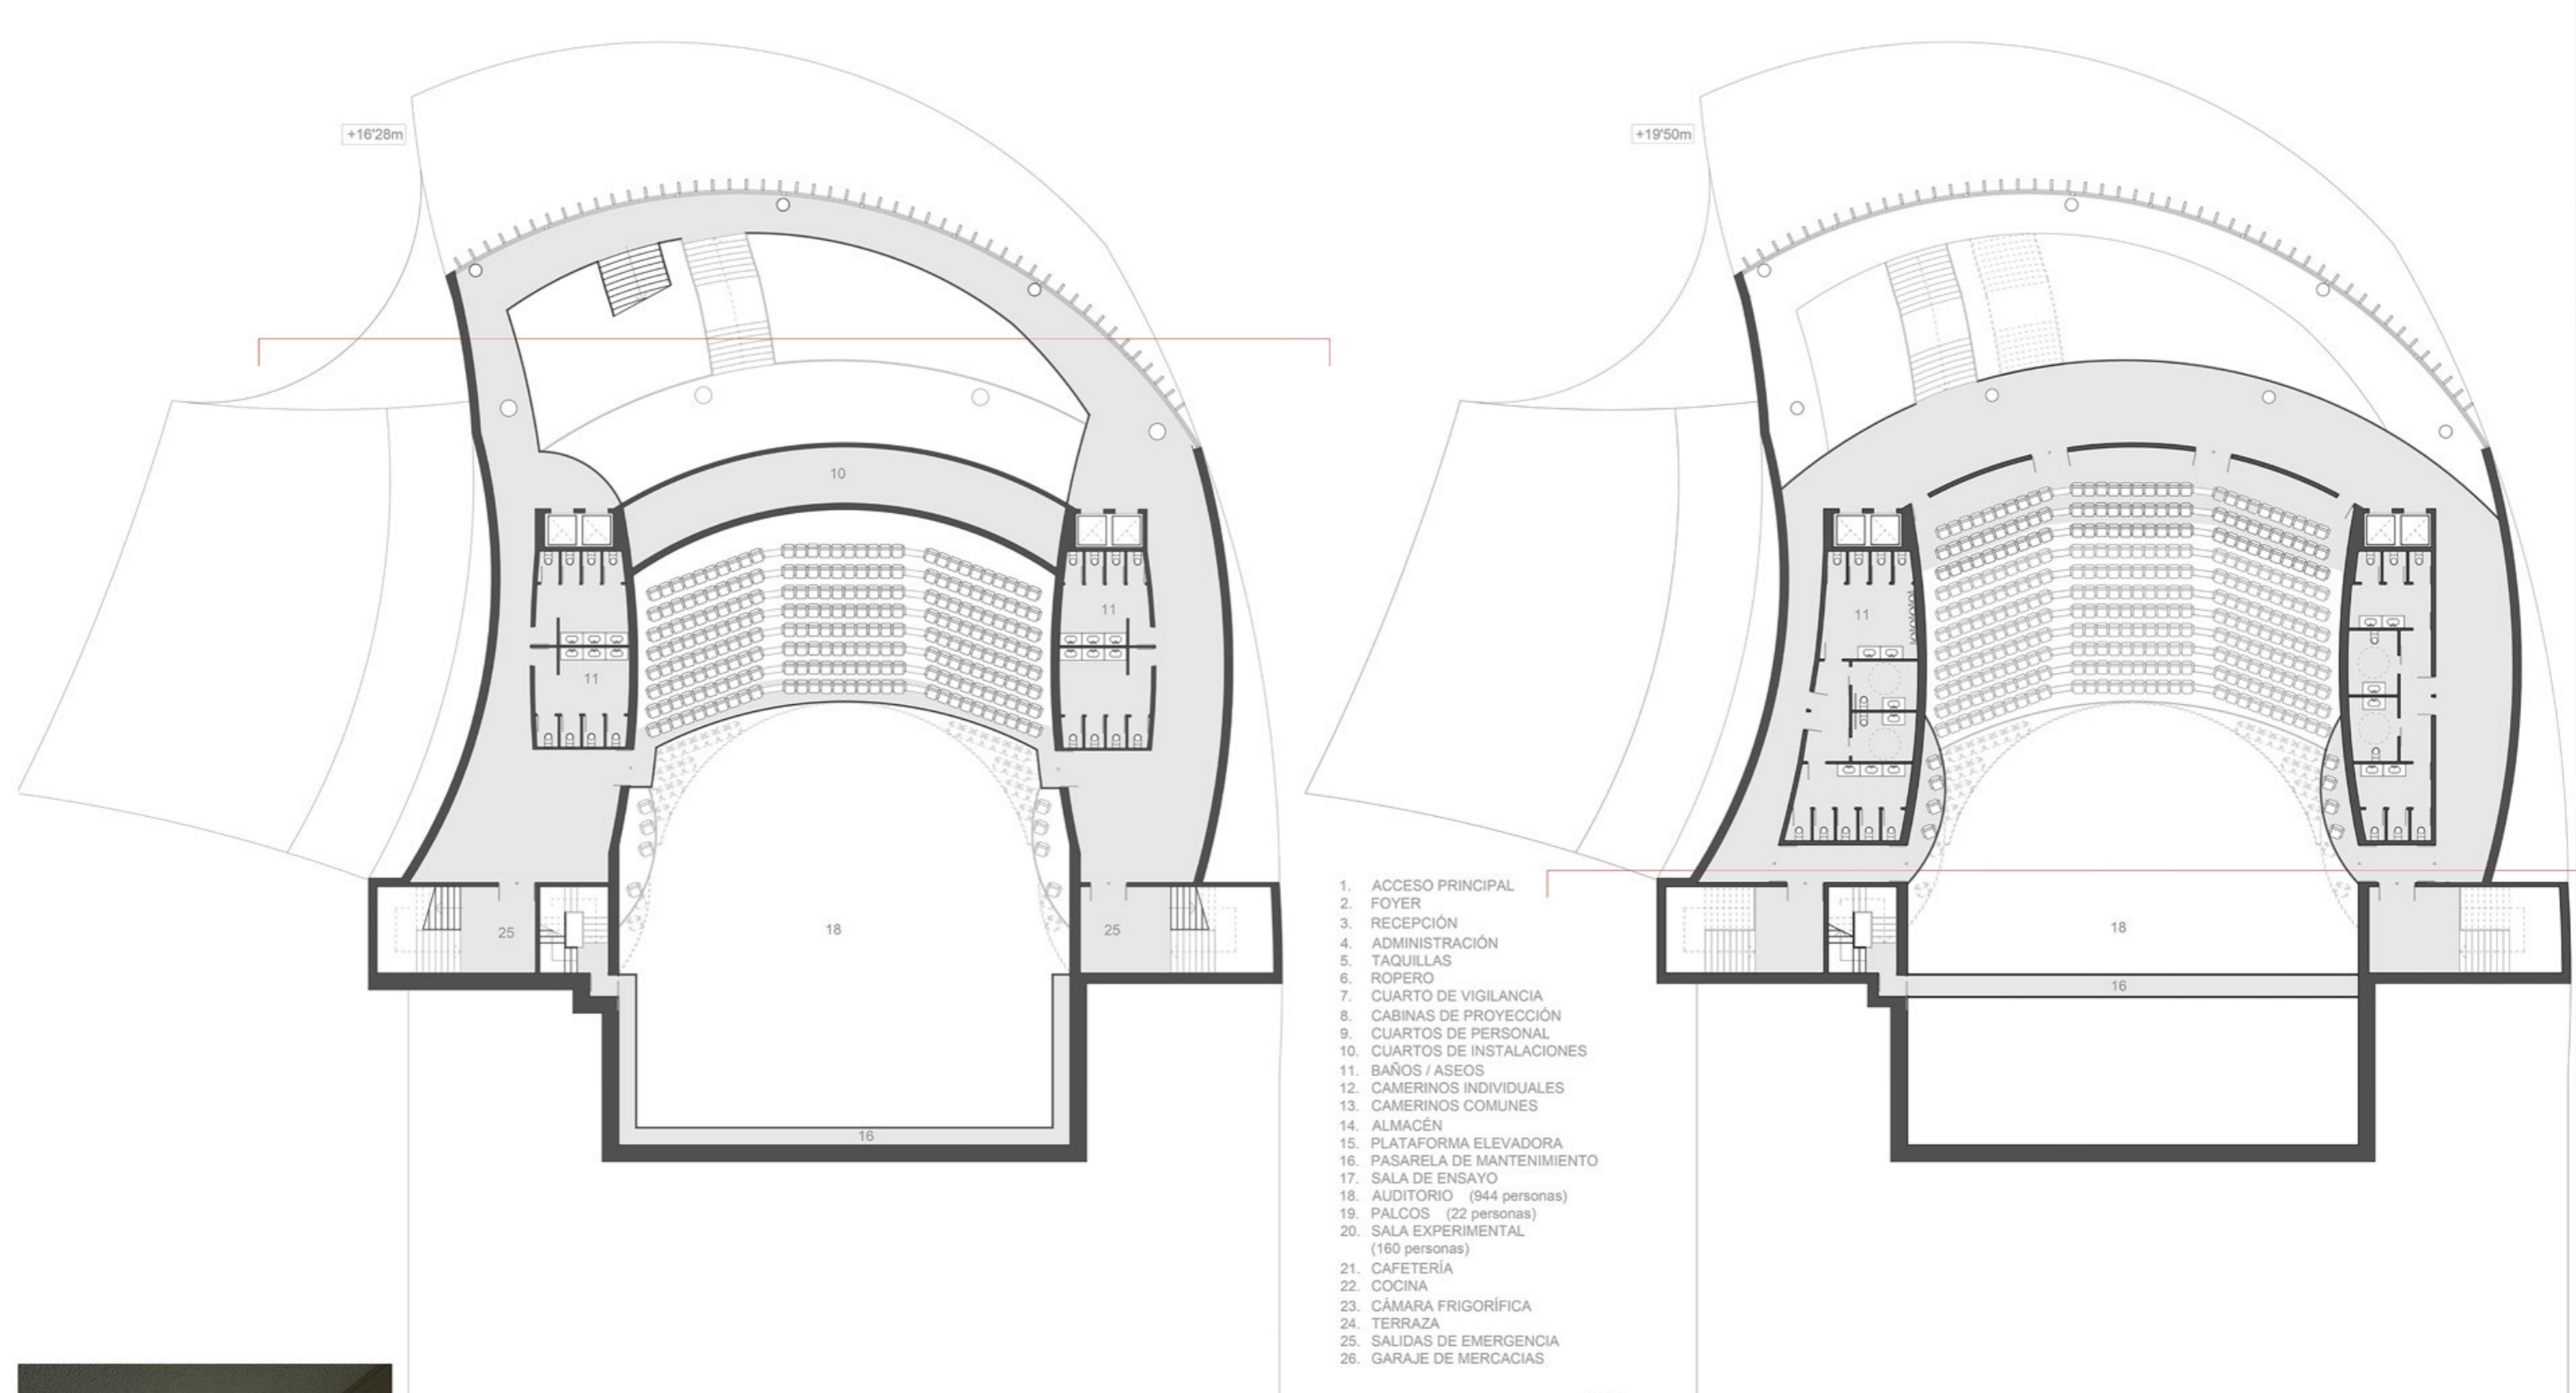 +16'28m
10
11
11
25
18
25
16
+19'50m
11
18
16
1. ACCESO PRINCIPAL
2. FOYER
3. RECEPCIÓN
4. ADMINISTRACIÓN
5. TAQUILLAS
6. ROPERO
7. CUARTO DE VIGILANCIA
8. CABINAS DE PROYECCIÓN
9. CUARTOS DE PERSONAL
10. CUARTOS DE INSTALACIONES
11. BAÑOS / ASEOS
12. CAMERINOS INDIVIDUALES
13. CAMERINOS COMUNES
14. ALMACÉN
15. PLATAFORMA ELEVADORA
16. PASARELA DE MANTENIMIENTO
17. SALA DE ENSAYO
18. AUDITORIO (944 personas)
19. PALCOS (22 personas)
20. SALA EXPERIMENTAL
(160 personas)
21. CAFETERÍA
22. COCINA
23. CÁMARA FRIGORÍFICA
24. TERRAZA
25. SALIDAS DE EMERGENCIA
26. GARAJE DE MERCACIAS